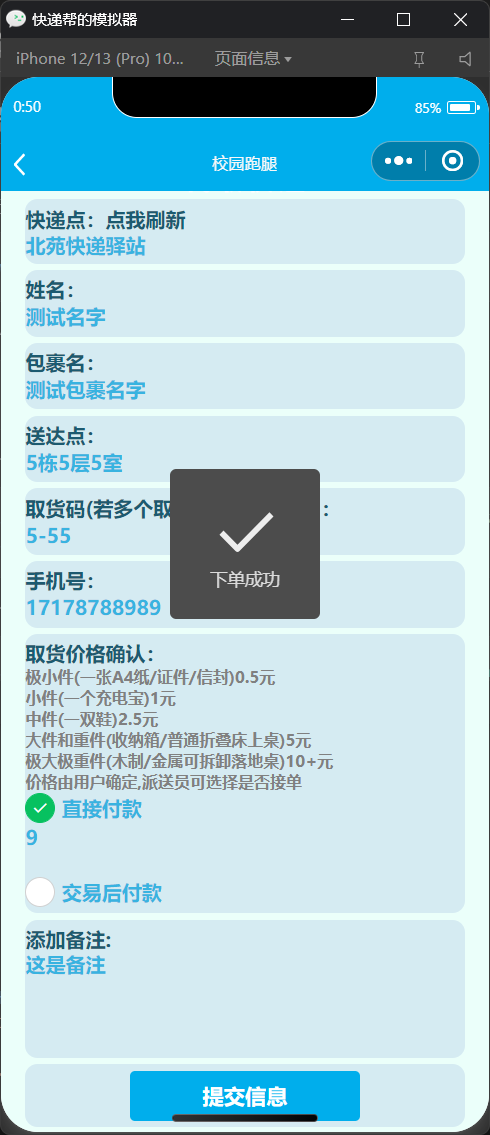 快递帮的模拟器
iPhone 12/13 (Pro) 10... 页面信息
0:50 85%
校园跑腿
快递点：点我刷新
北苑快递驿站
姓名：
测试名字
包裹名：
测试包裹名字
送达点：
5栋5层5室
取货码(若多个取 ：
5-55
下单成功
手机号：
17178788989
取货价格确认：
极小件(一张A4纸/证件/信封)0.5元
小件(一个充电宝)1元
中件(一双鞋)2.5元
大件和重件(收纳箱/普通折叠床上桌)5元
极大极重件(木制/金属可拆卸落地桌)10+元
价格由用户确定,派送员可选择是否接单
直接付款
9
交易后付款
添加备注:
这是备注
提交信息